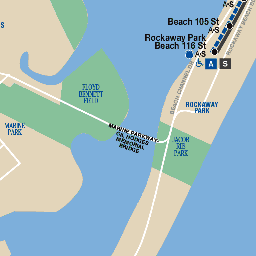 Beach 105 St
A•S
Rockaway Park
Beach 116 St
A•S
A S
BEACH CHANNEL DR
ROCKAWAY BEACH
FLOYD
BENNETT
FIELD
ROCKAWAY
PARK
MARINE
PARK
MARINE PARKWAY-
GIL HODGES
MEMORIAL
BRIDGE
JACOB
RIIS
PARK